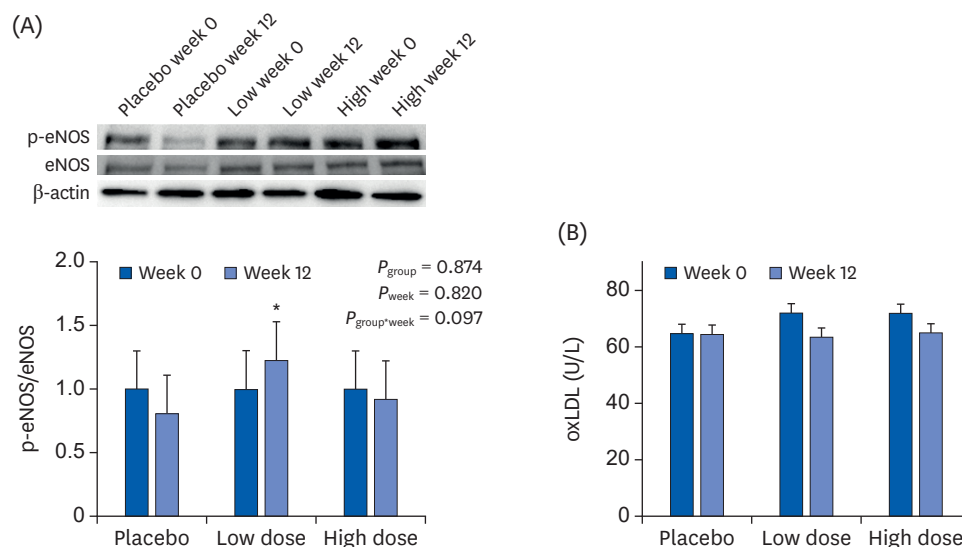 (A)
Placebo week 0
Placebo week 12
Low week 0
Low week 12
High week 0
High week 12
p-eNOS
eNOS
β-actin
2.0
1.5
1.0
0.5
0
p-eNOS/eNOS
Week 0 Week 12
Pgroup = 0.874
Pweek = 0.820
Pgroup*week = 0.097
*
Placebo Low dose High dose
(B)
Week 0 Week 12
80
60
40
20
0
oxLDL (U/L)
Placebo Low dose High dose